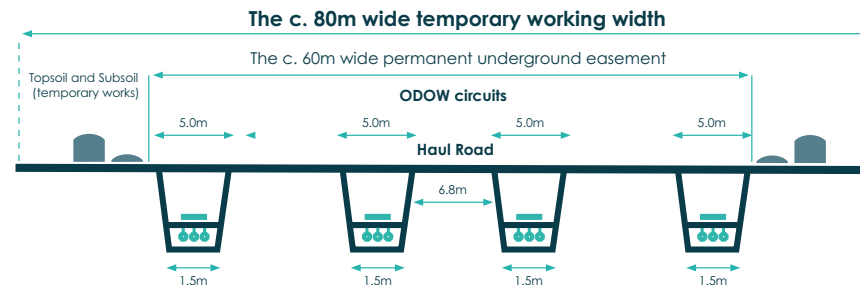 The c. 80m wide temporary working width
The c. 60m wide permanent underground easement
Topsoil and Subsoil
(temporary works)
ODOW circuits
5.0m 5.0m 5.0m 5.0m
Haul Road
6.8m
1.5m 1.5m 1.5m 1.5m